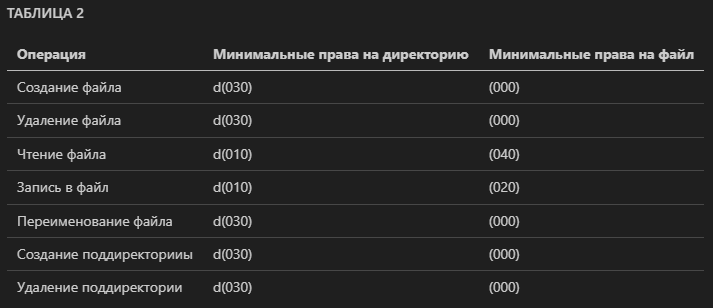 ТАБЛИЦА 2
Операция Минимальные права на директорию Минимальные права на файл
Создание файла d(030) (000)
Удаление файла d(030) (000)
Чтение файла d(010) (040)
Запись в файл d(010) (020)
Переименование файла d(030) (000)
Создание поддиректорииы d(030) (000)
Удаление поддиректории d(030) (000)